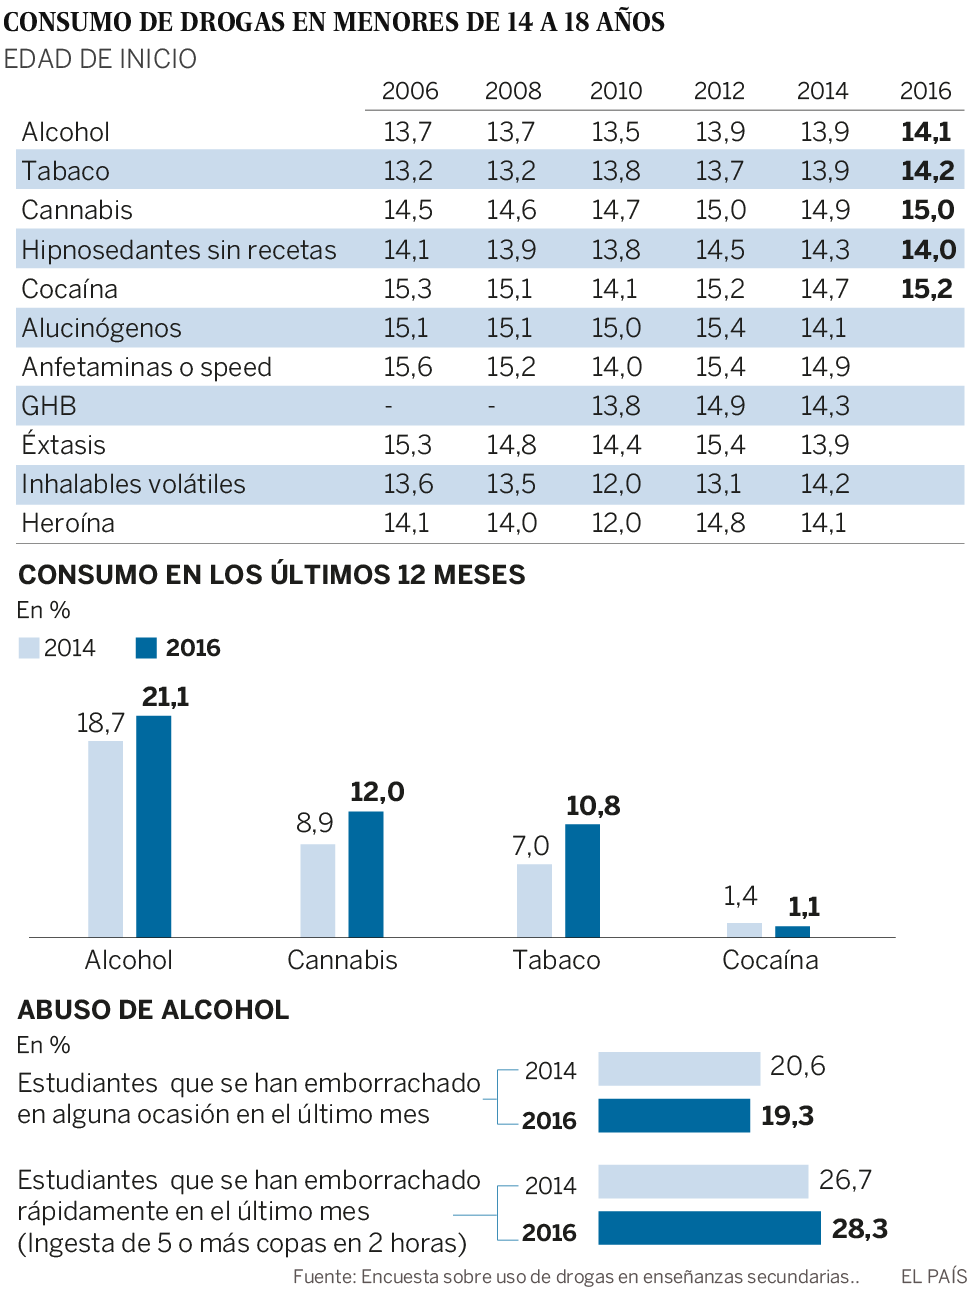 CONSUMO DE DROGAS EN MENORES DE 14 A 18 AÑOS
EDAD DE INICIO
2006 2008 2010 2012 2014 2016
Alcohol 13,7 13,7 13,5 13,9 13,9 14,1
Tabaco 13,2 13,2 13,8 13,7 13,9 14,2
Cannabis 14,5 14,6 14,7 15,0 14,9 15,0
Hipnosedantes sin recetas 14,1 13,9 13,8 14,5 14,3 14,0
Cocaína 15,3 15,1 14,1 15,2 14,7 15,2
Alucinógenos 15,1 15,1 15,0 15,4 14,1
Anfetaminas o speed 15,6 15,2 14,0 15,4 14,9
GHB - - 13,8 14,9 14,3
Éxtasis 15,3 14,8 14,4 15,4 13,9
Inhalables volátiles 13,6 13,5 12,0 13,1 14,2
Heroína 14,1 14,0 12,0 14,8 14,1
CONSUMO EN LOS ÚLTIMOS 12 MESES
En %
2014 2016
18,7 21,1
8,9 12,0
7,0 10,8
1,4 1,1
Alcohol Cannabis Tabaco Cocaína
ABUSO DE ALCOHOL
En %
Estudiantes que se han emborrachado
en alguna ocasión en el último mes
2014 20,6
2016 19,3
Estudiantes que se han emborrachado
rápidamente en el último mes
(Ingesta de 5 o más copas en 2 horas)
2014 26,7
2016 28,3
Fuente: Encuesta sobre uso de drogas en enseñanzas secundarias.. EL PAÍS